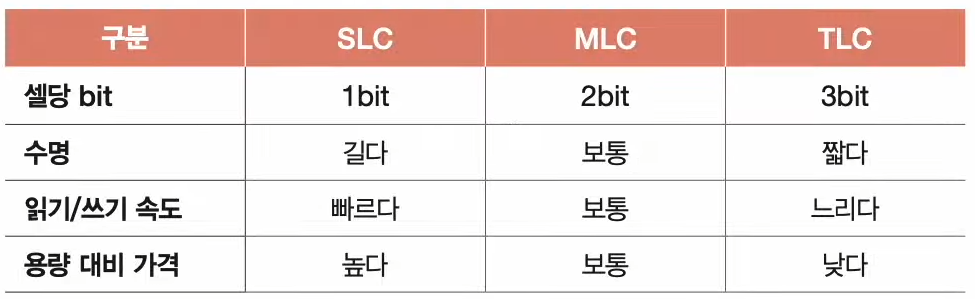 구분 SLC MLC TLC
셀당 bit 1bit 2bit 3bit
수명 길다 보통 짧다
읽기/쓰기 속도 빠르다 보통 느리다
용량 대비 가격 높다 보통 낮다